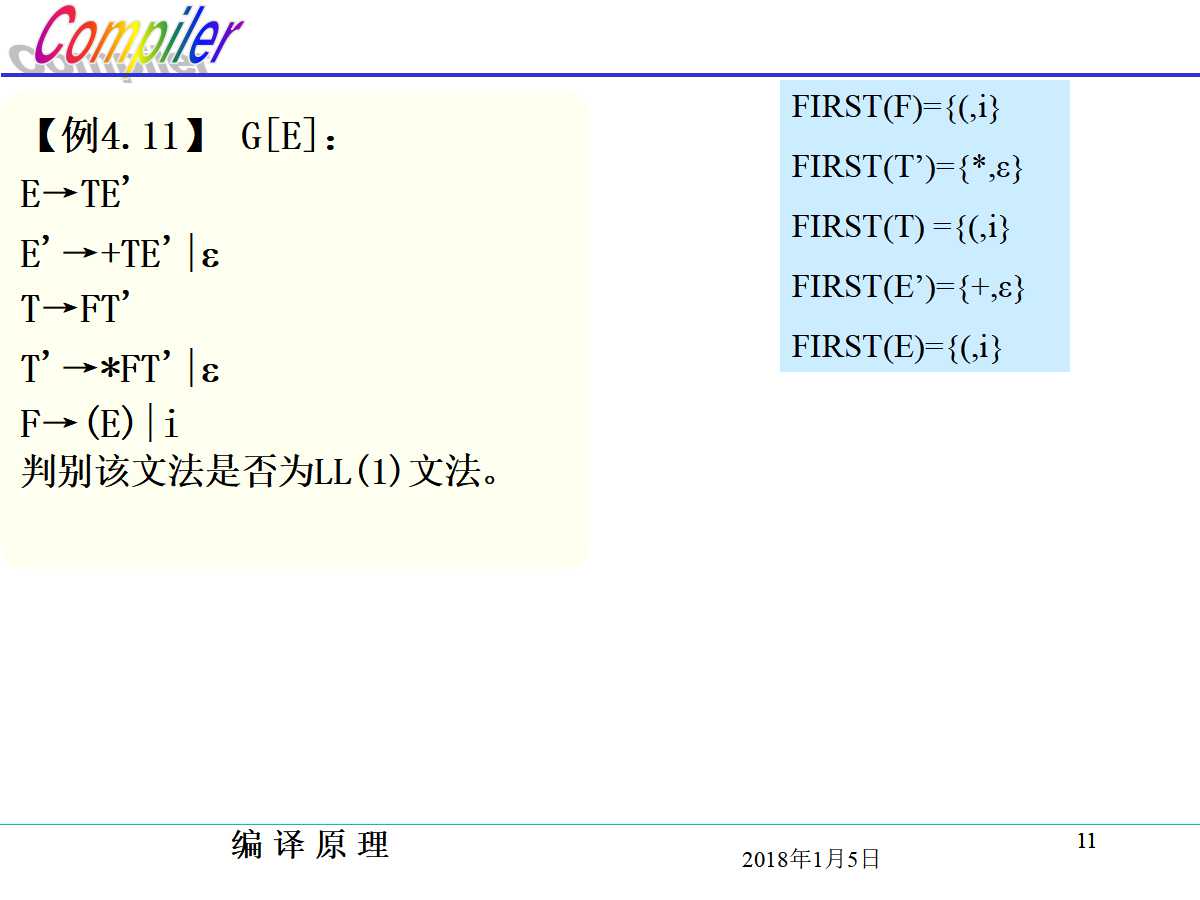 Compiler
【例4.11】 G[E]:
E→TE’
E’→+TE’|ε
T→FT’
T’→*FT’|ε
F→(E)|i
判别该文法是否为LL(1)文法。
FIRST(F)={(,i}
FIRST(T’)={*,ε}
FIRST(T) ={(,i}
FIRST(E’)={+,ε}
FIRST(E)={(,i}
编 译 原 理
2018年1月5日
11